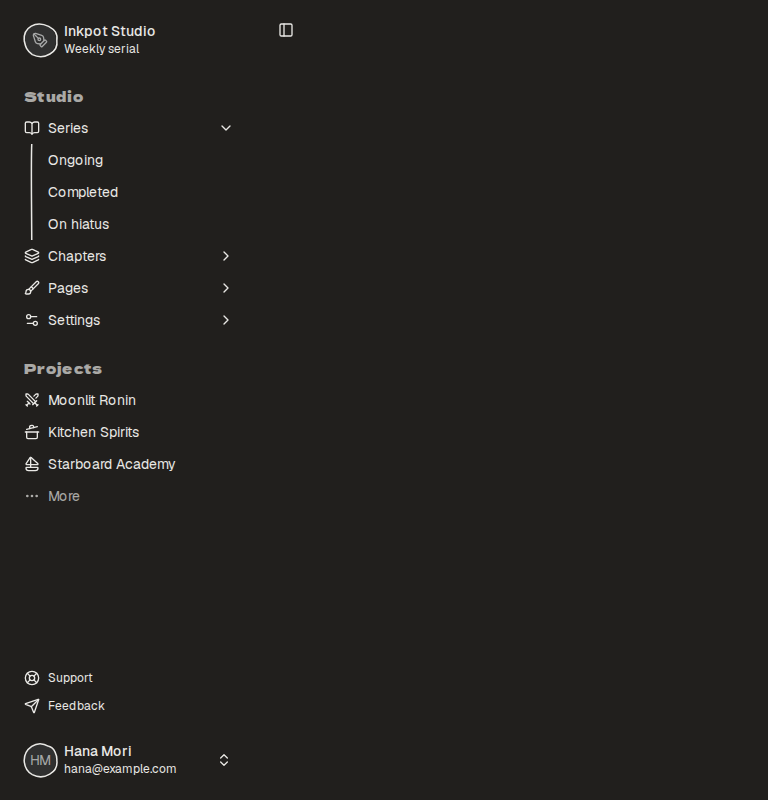 Inkpot Studio
Weekly serial
Studio
Series
Ongoing
Completed
On hiatus
Chapters
Pages
Settings
Projects
Moonlit Ronin
Kitchen Spirits
Starboard Academy
More
Support
Feedback
HM
Hana Mori
hana@example.com